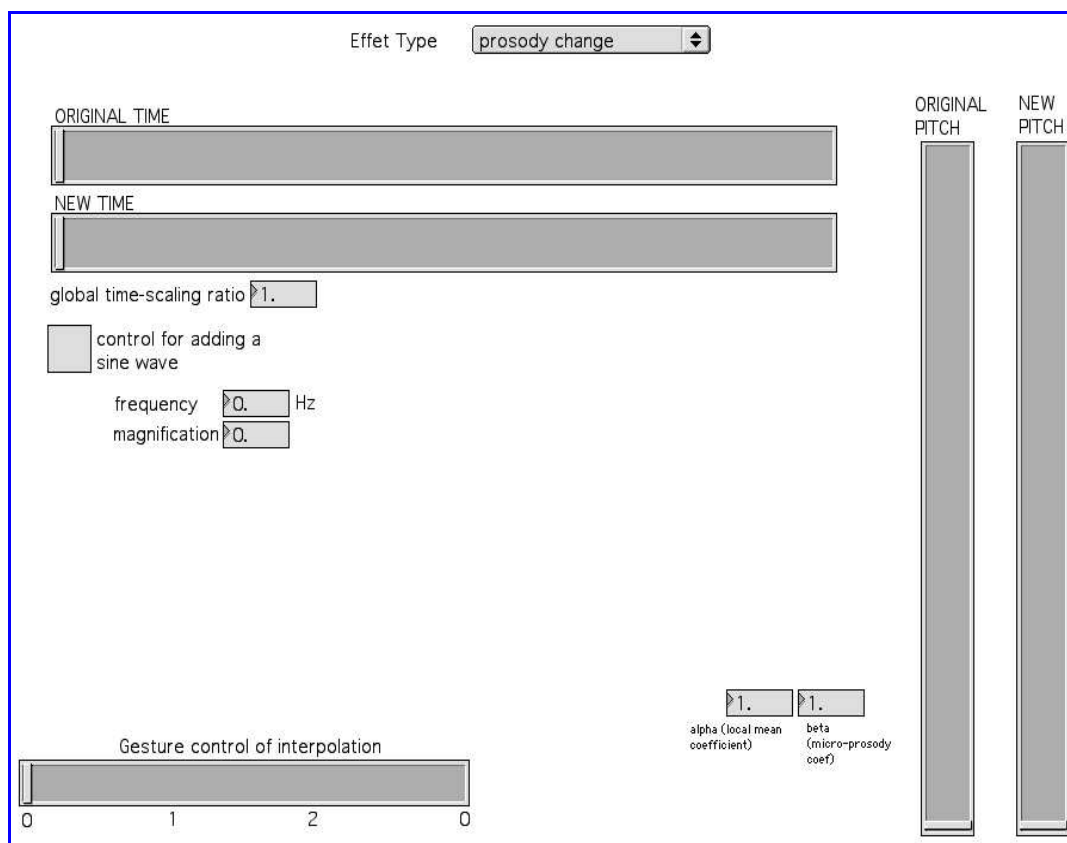 Effet Type prosody change
ORIGINAL TIME
ORIGINAL
PITCH
NEW
PITCH
NEW TIME
global time-scaling ratio 1.
control for adding a
sine wave
frequency 0. Hz
magnification 0.
1. 1.
alpha (local mean
coefficient)
beta
(micro-prosody
coef)
Gesture control of interpolation
0 1 2 0